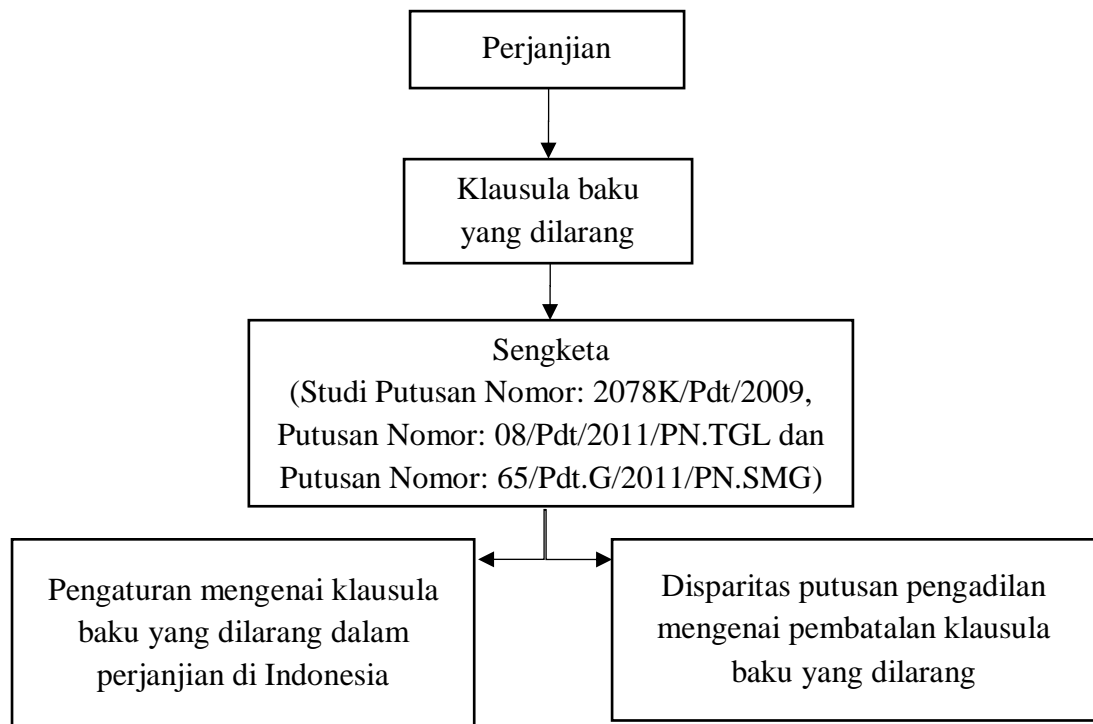 Perjanjian
Klausula baku
yang dilarang
Sengketa
(Studi Putusan Nomor: 2078K/Pdt/2009,
Putusan Nomor: 08/Pdt/2011/PN.TGL dan
Putusan Nomor: 65/Pdt.G/2011/PN.SMG)
Pengaturan mengenai klausula
baku yang dilarang dalam
perjanjian di Indonesia
Disparitas putusan pengadilan
mengenai pembatalan klausula
baku yang dilarang